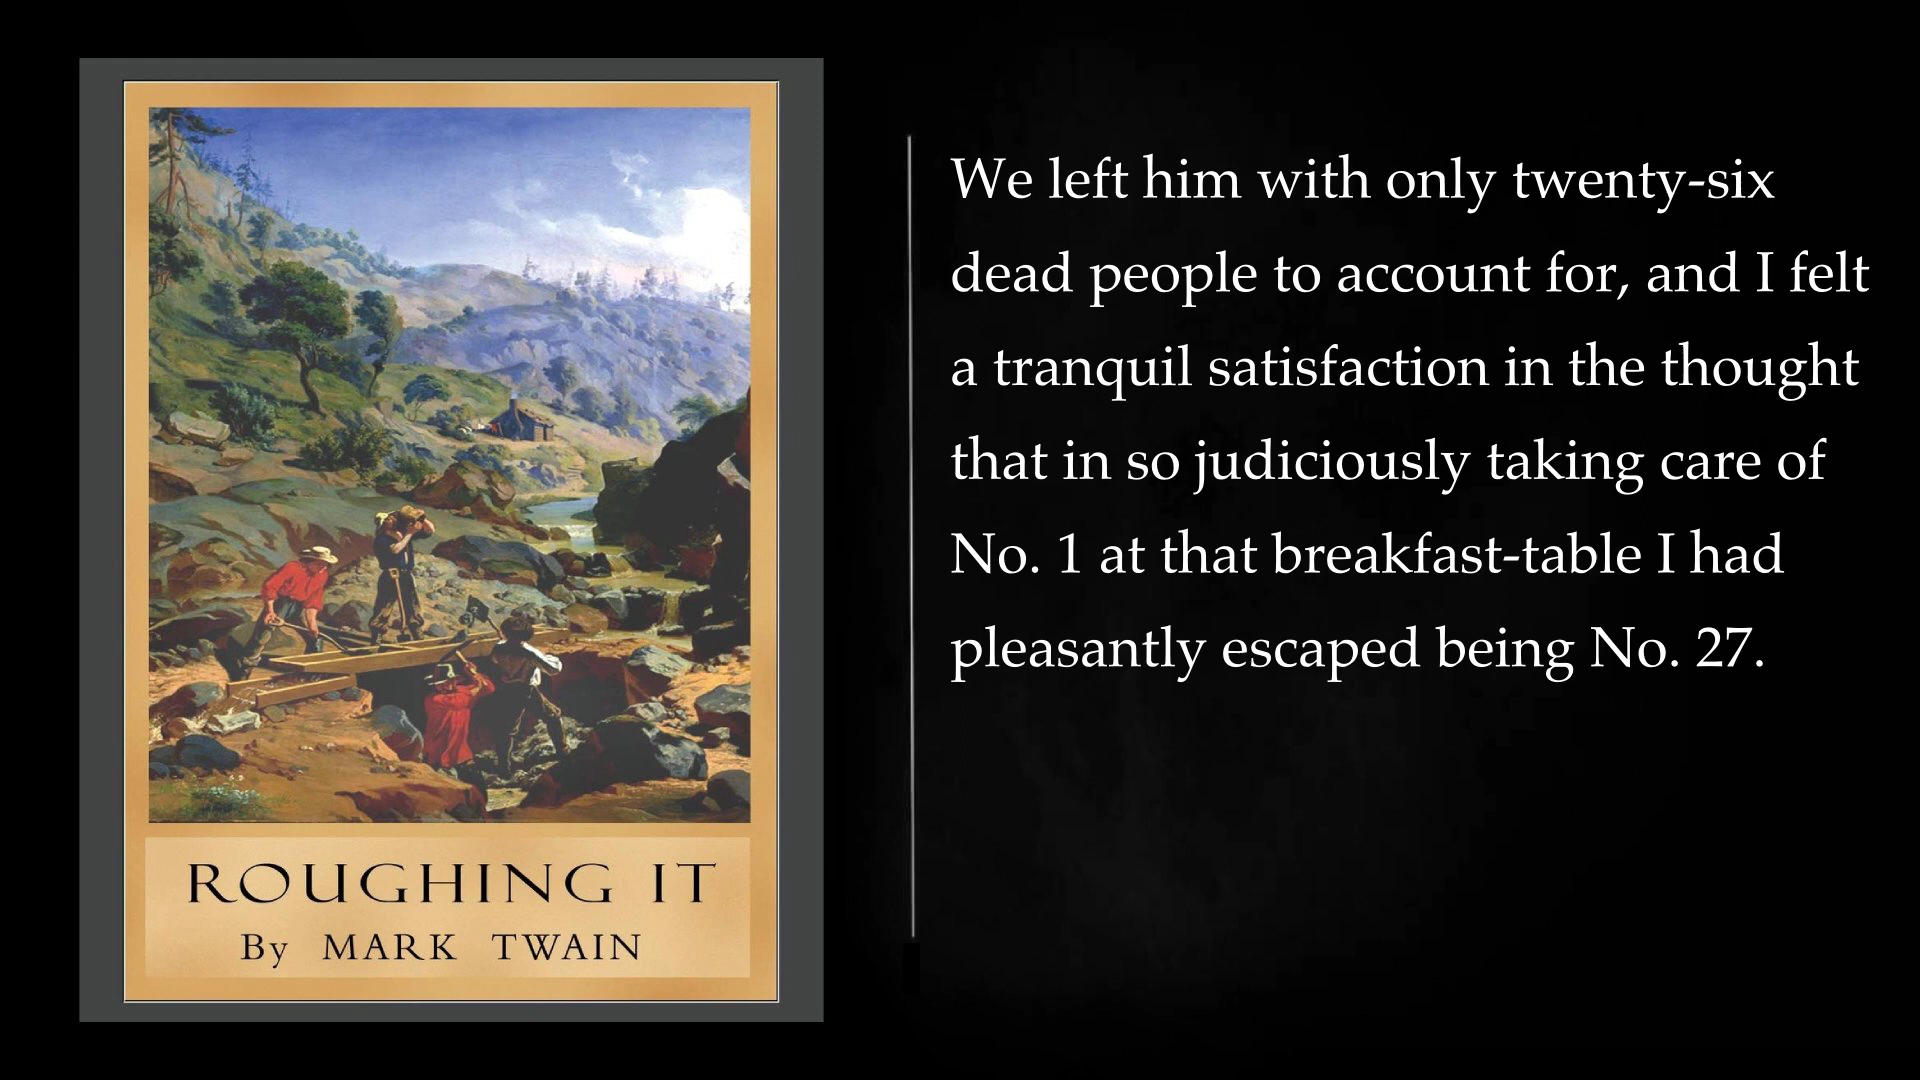 We left him with only twenty-six
dead people to account for, and I felt
a tranquil satisfaction in the thought
that in so judiciously taking care of
No. 1 at that breakfast-table I had
pleasantly escaped being No. 27.
ROUGHING IT
By MARK TWAIN